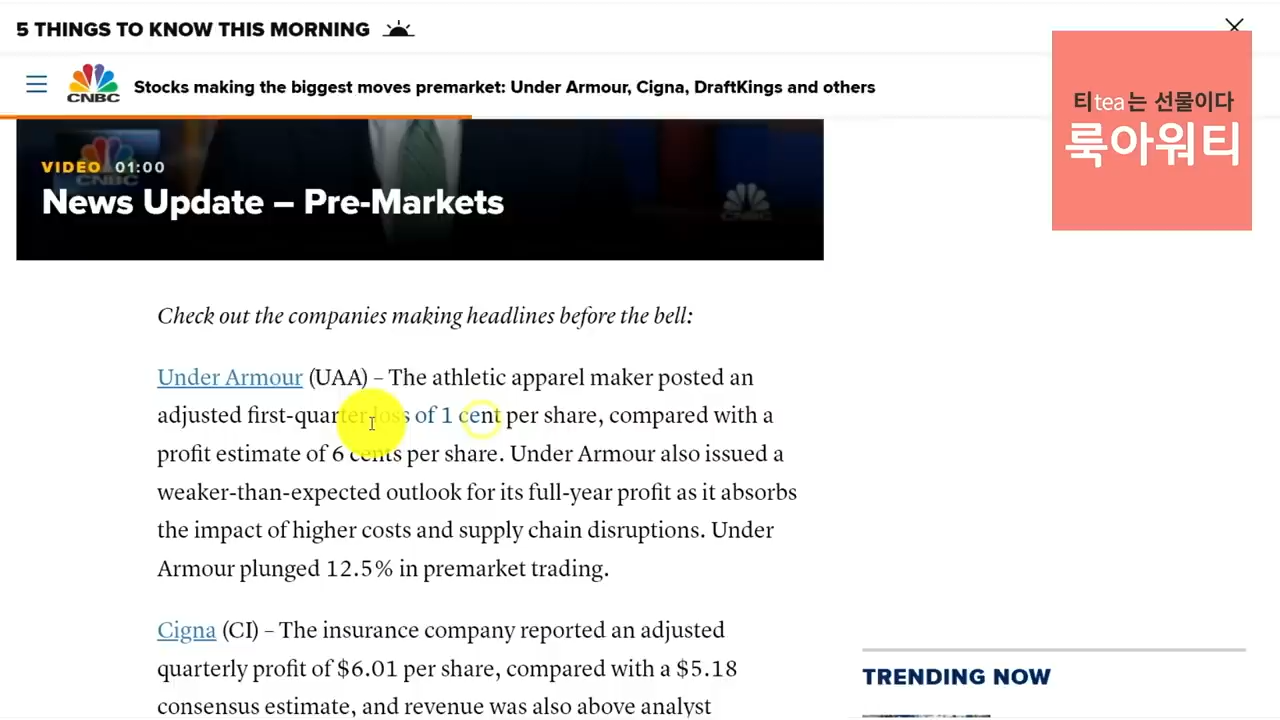 5 THINGS TO KNOW THIS MORNING
CNBC
Stocks making the biggest moves premarket: Under Armour, Cigna, DraftKings and others
티tea는 선물이다
룩아워티
CNBC
VIDEO 01:00
News Update – Pre-Markets
CNBC
Check out the companies making headlines before the bell:
Under Armour (UAA) – The athletic apparel maker posted an
adjusted first-quarter loss of 1 cent per share, compared with a
profit estimate of 6 cents per share. Under Armour also issued a
weaker-than-expected outlook for its full-year profit as it absorbs
the impact of higher costs and supply chain disruptions. Under
Armour plunged 12.5% in premarket trading.
Cigna (CI) – The insurance company reported an adjusted
quarterly profit of $6.01 per share, compared with a $5.18
consensus estimate, and revenue was also above analyst
TRENDING NOW